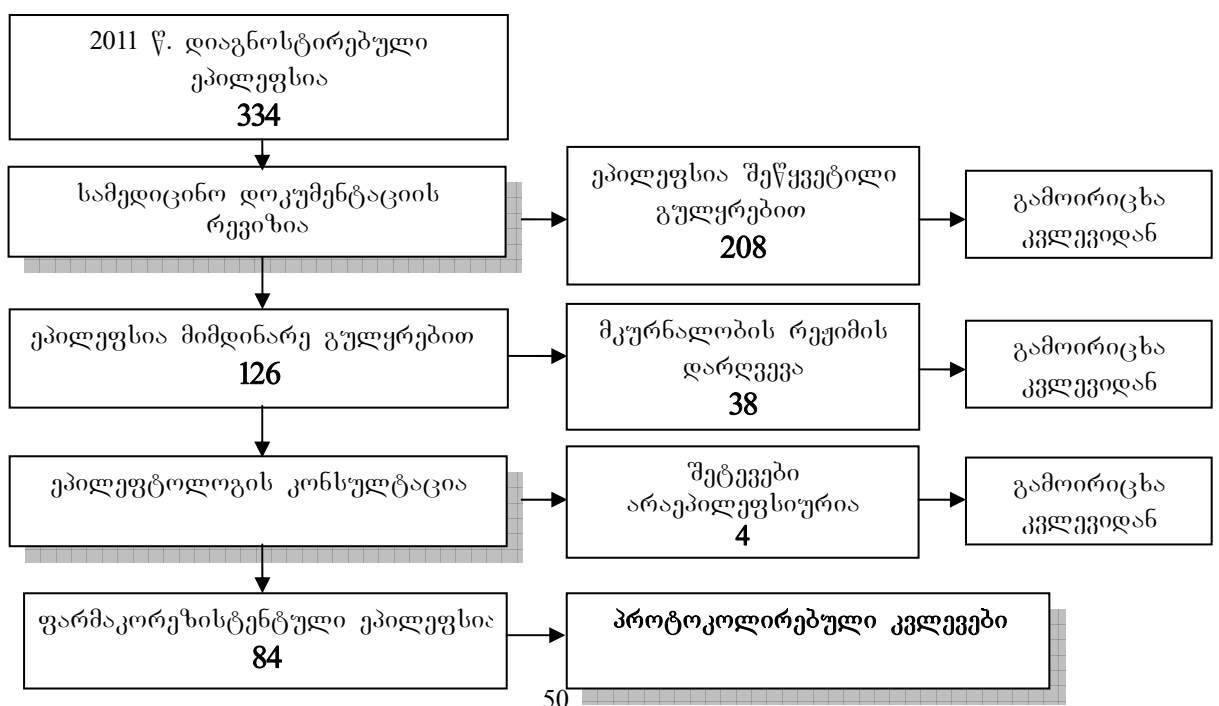 2011 წ. დიაგნოსტირებული
ეპილეფსია
334
სამედიცინო დოკუმენტაციის
რევიზია
ეპილეფსია შეწყვეტილი
გულყრებით
208
გამოირიცხა
კვლევიდან
ეპილეფსია მიმდინარე გულყრებით
126
მკურნალობის რეჟიმის
დარღვევა
38
გამოირიცხა
კვლევიდან
ეპილეფტოლოგის კონსულტაცია
შეტევები
არაეპილეფსიურია
4
გამოირიცხა
კვლევიდან
ფარმაკორეზისტენტული ეპილეფსია
84
პროტოკოლირებული კვლევები
50